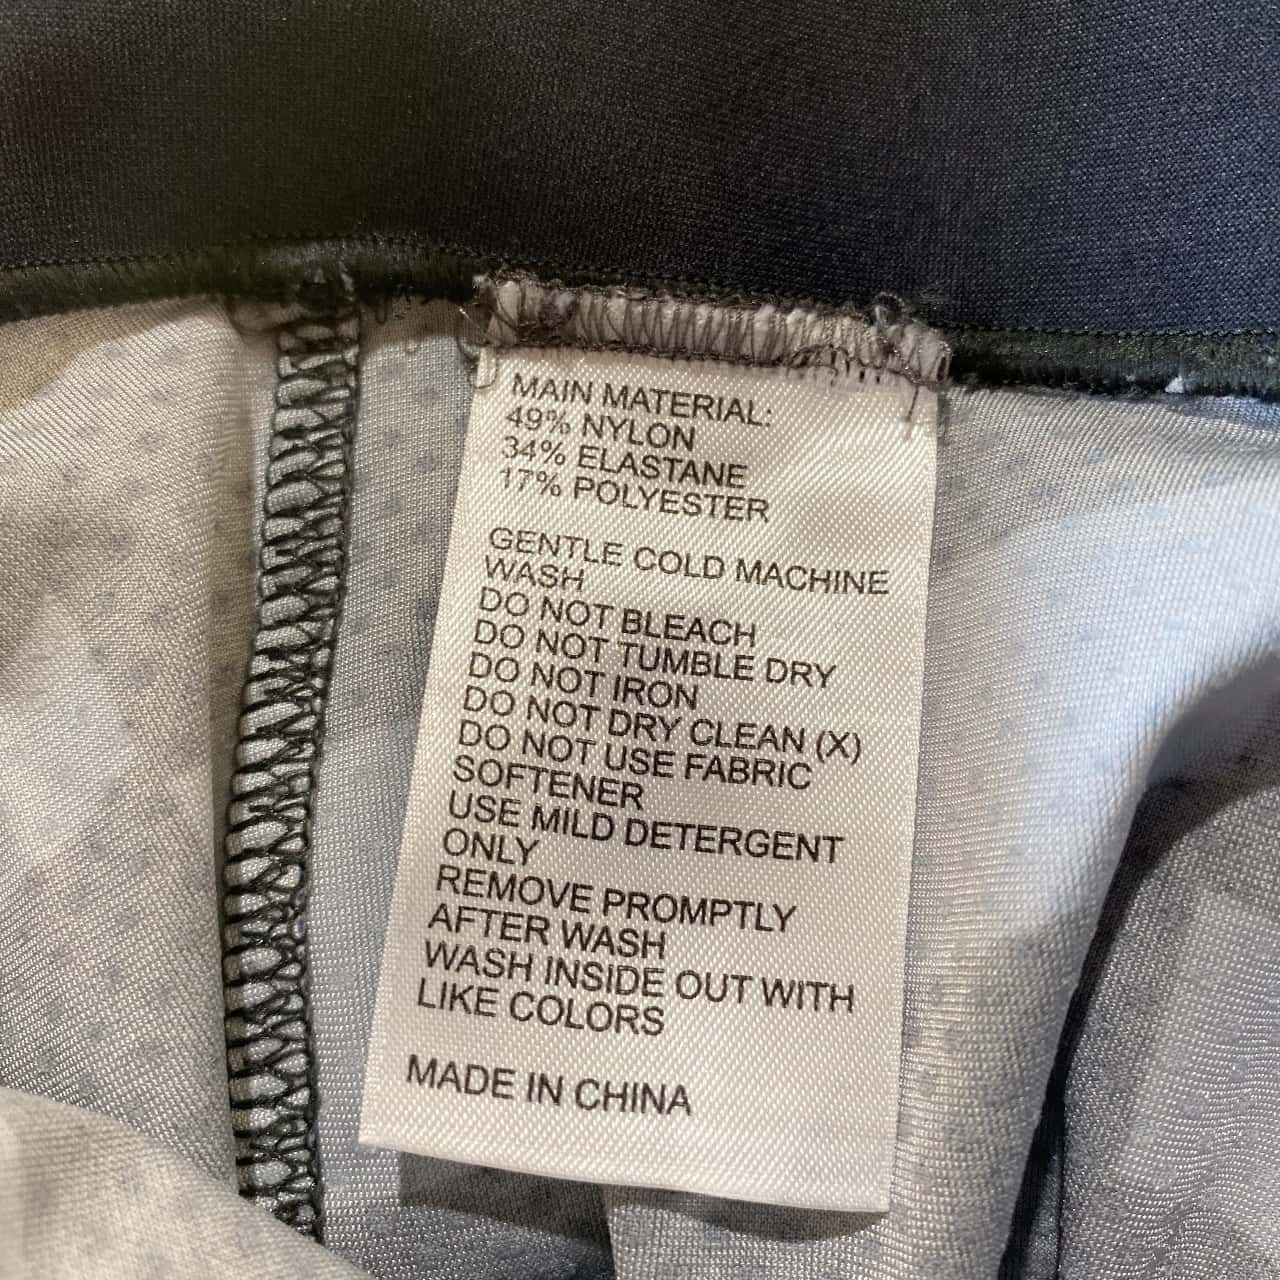 MAIN MATERIAL:
49% NYLON
34% ELASTANE
17% POLYESTER
GENTLE COLD MACHINE
WASH
DO NOT BLEACH
DO NOT TUMBLE DRY
DO NOT IRON
DO NOT DRY CLEAN (X)
DO NOT USE FABRIC
SOFTENER
USE MILD DETERGENT
ONLY
REMOVE PROMPTLY
AFTER WASH
WASH INSIDE OUT WITH
LIKE COLORS
MADE IN CHINA